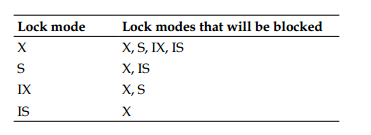 Lock mode Lock modes that will be blocked
X X, S, IX, IS
S X, IS
IX X, S
IS X